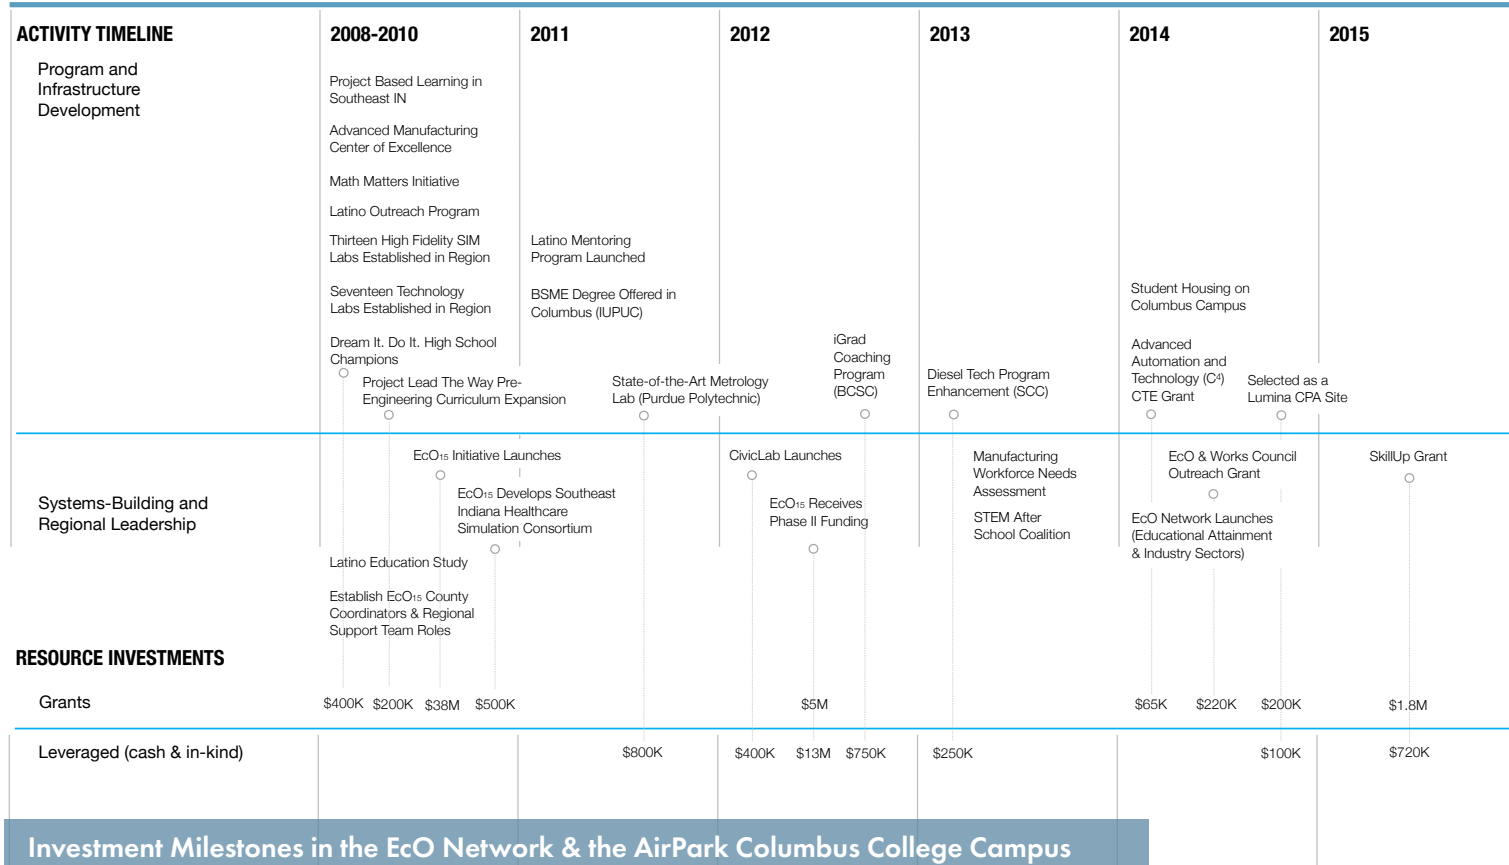 ACTIVITY TIMELINE
2008-2010
2011
2012
2013
2014
2015
Program and
Infrastructure
Development
Project Based Learning in
Southeast IN
Advanced Manufacturing
Center of Excellence
Math Matters Initiative
Latino Outreach Program
Thirteen High Fidelity SIM
Labs Established in Region
Seventeen Technology
Labs Established in Region
Dream It. Do It. High School
Champions
Project Lead The Way Pre-
Engineering Curriculum Expansion
Latino Mentoring
Program Launched
BSME Degree Offered in
Columbus (IUPUC)
State-of-the-Art Metrology
Lab (Purdue Polytechnic)
iGrad
Coaching
Program
(BCSC)
Diesel Tech Program
Enhancement (SCC)
Student Housing on
Columbus Campus
Advanced
Automation and
Technology (C⁴)
CTE Grant
Selected as a
Lumina CPA Site
Systems-Building and
Regional Leadership
EcO₁₅ Initiative Launches
EcO₁₅ Develops Southeast
Indiana Healthcare
Simulation Consortium
Latino Education Study
Establish EcO₁₅ County
Coordinators & Regional
Support Team Roles
CivicLab Launches
EcO₁₅ Receives
Phase II Funding
Manufacturing
Workforce Needs
Assessment
STEM After
School Coalition
EcO & Works Council
Outreach Grant
EcO Network Launches
(Educational Attainment
& Industry Sectors)
SkillUp Grant
RESOURCE INVESTMENTS
Grants
$400K
$200K
$38M
$500K
$5M
$65K
$220K
$200K
$1.8M
Leveraged (cash & in-kind)
$800K
$400K
$13M
$750K
$250K
$100K
$720K
Investment Milestones in the EcO Network & the AirPark Columbus College Campus